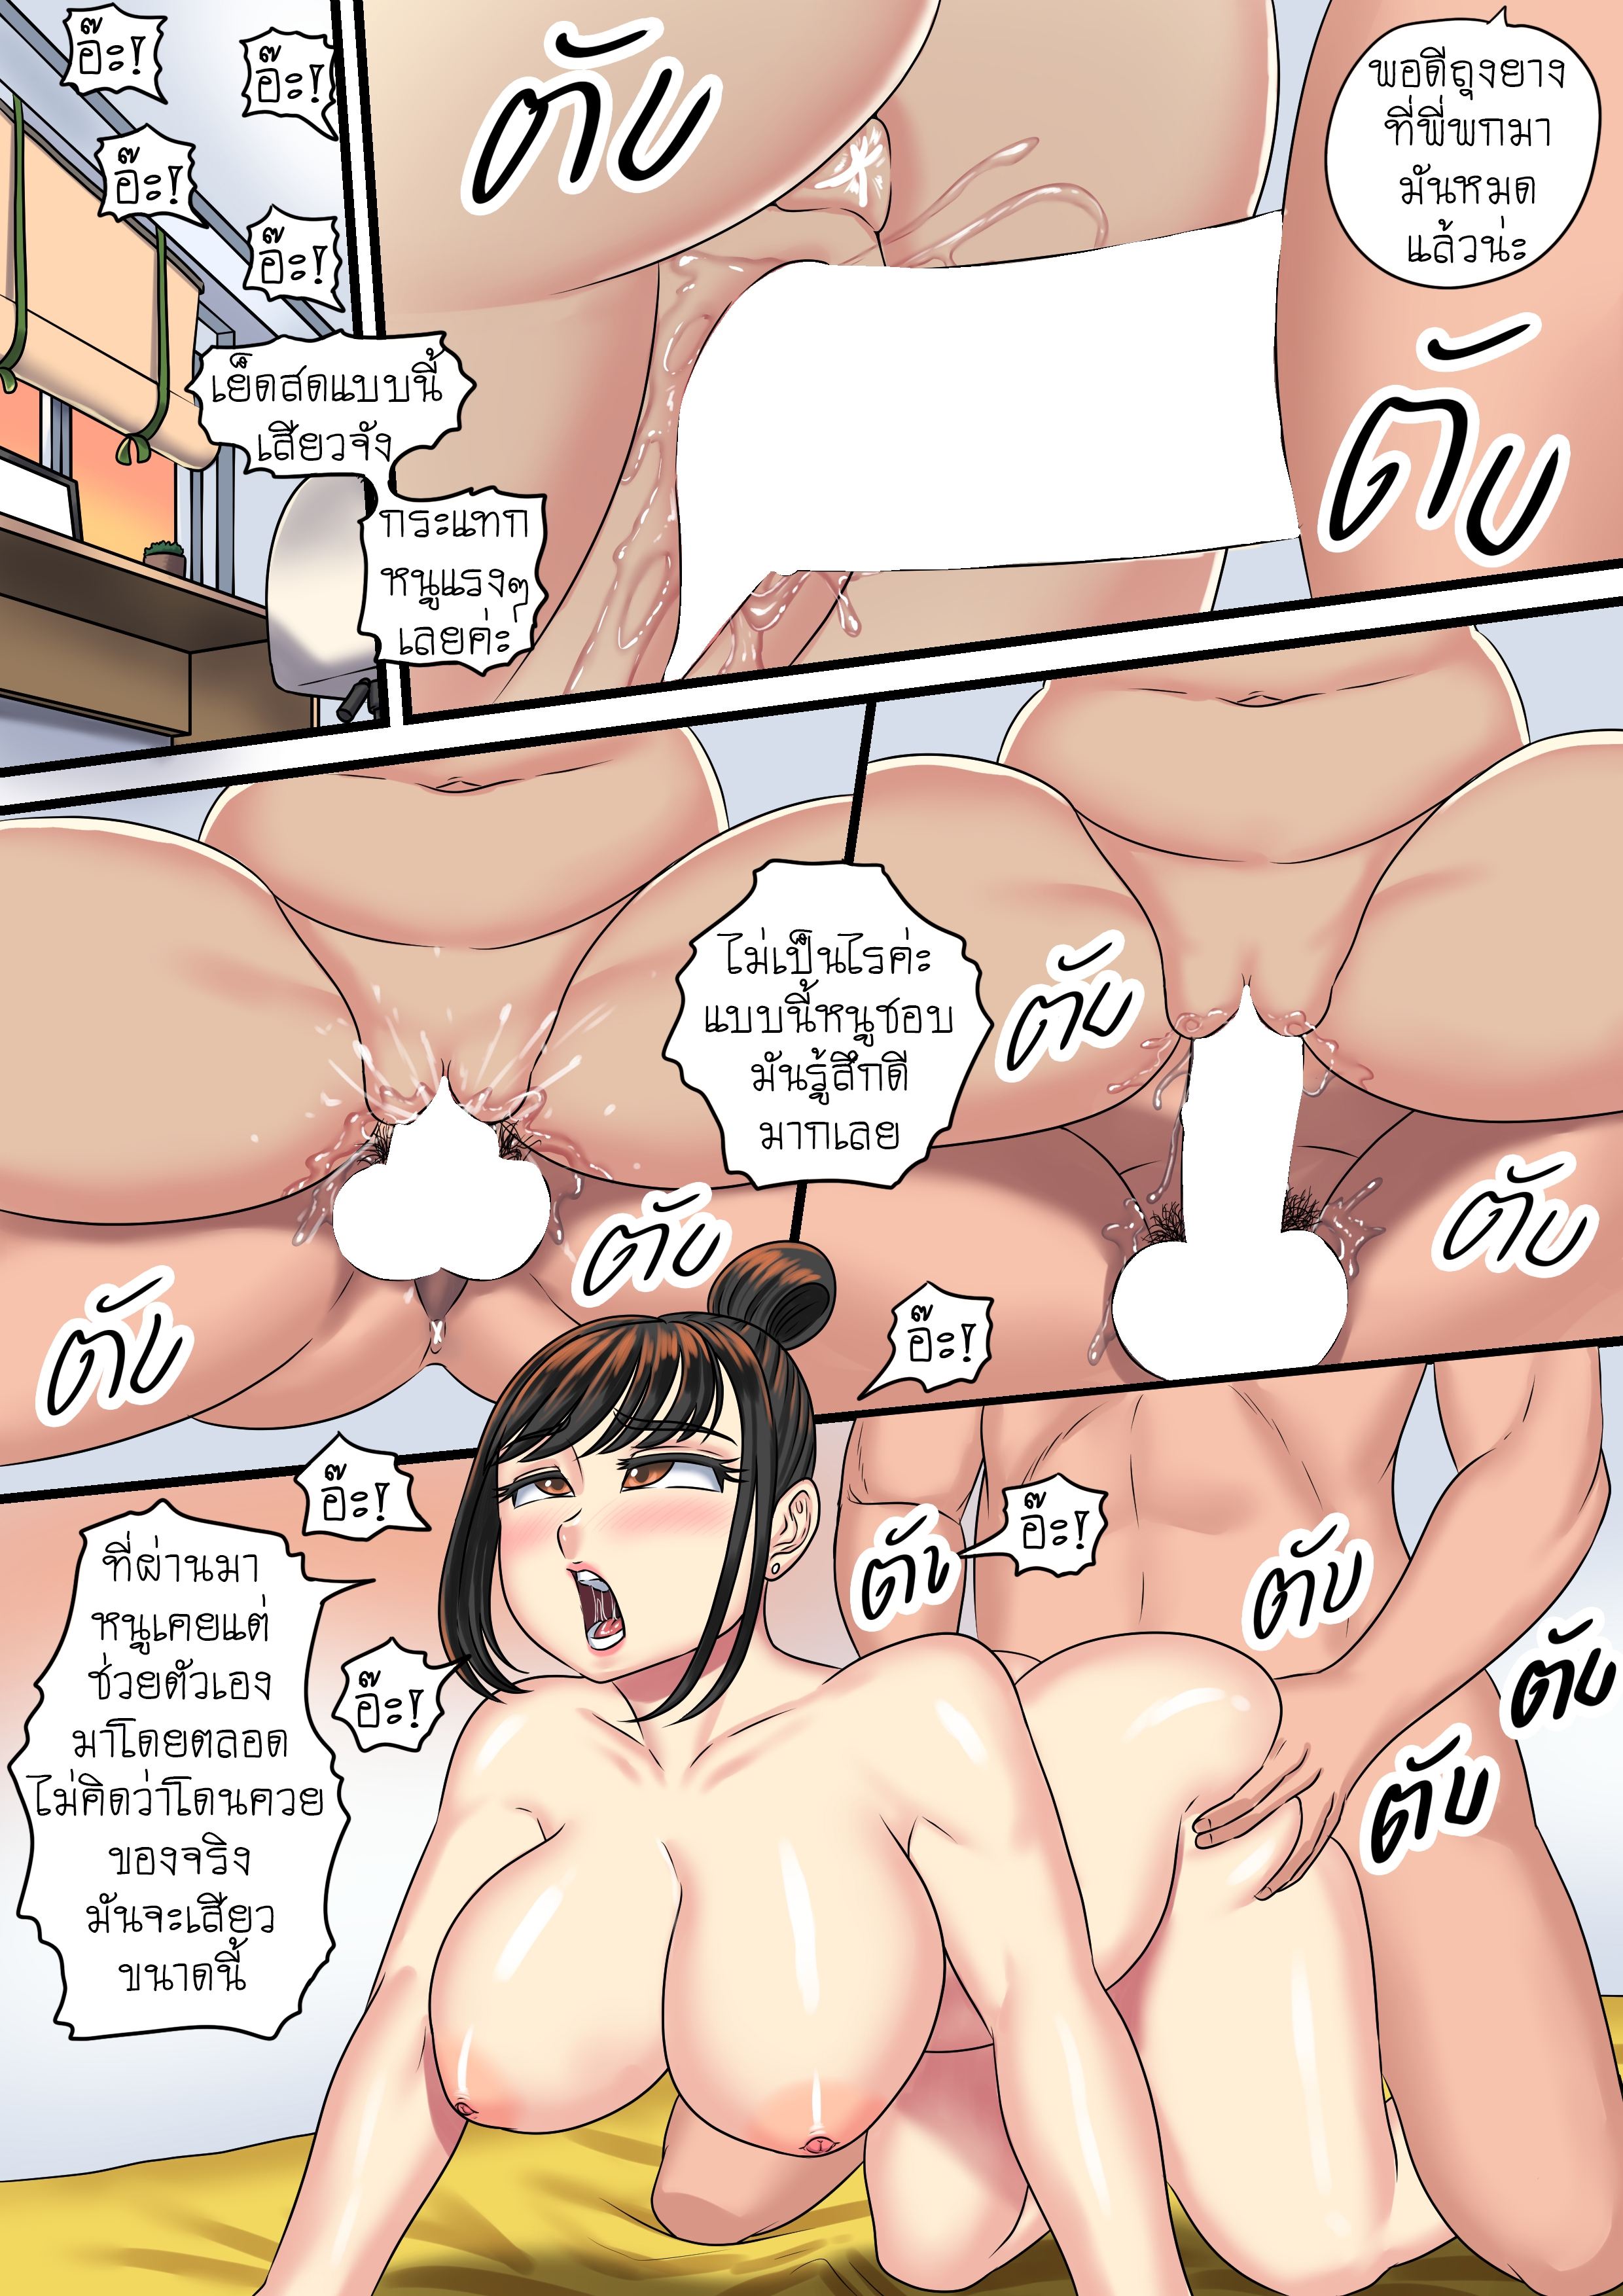 อ๊ะ!
อ๊ะ!
อ๊ะ!
อ๊ะ!
ตับ
พอดีถุงยาง
ที่พี่พกมา
มันหมด
แล้วน่ะ
ตับ
เย็ดสดแบบนี้
เสียวจัง
กระแทก
หนูแรงๆ
เลยค่ะ
ไม่เป็นไรค่ะ
แบบนี้หนูชอบ
มันรู้สึกดี
มากเลย
ตับ
ตับ
ตับ
ตับ
อ๊ะ!
อ๊ะ!
อ๊ะ!
ตับ
ตับ
ตับ
ตับ
ที่ผ่านมา
หนูเคยแต่
ช่วยตัวเอง
มาโดยตลอด
ไม่คิดว่าโดนควย
ของจริง
มันจะเสียว
ขนาดนี้
อ๊ะ!